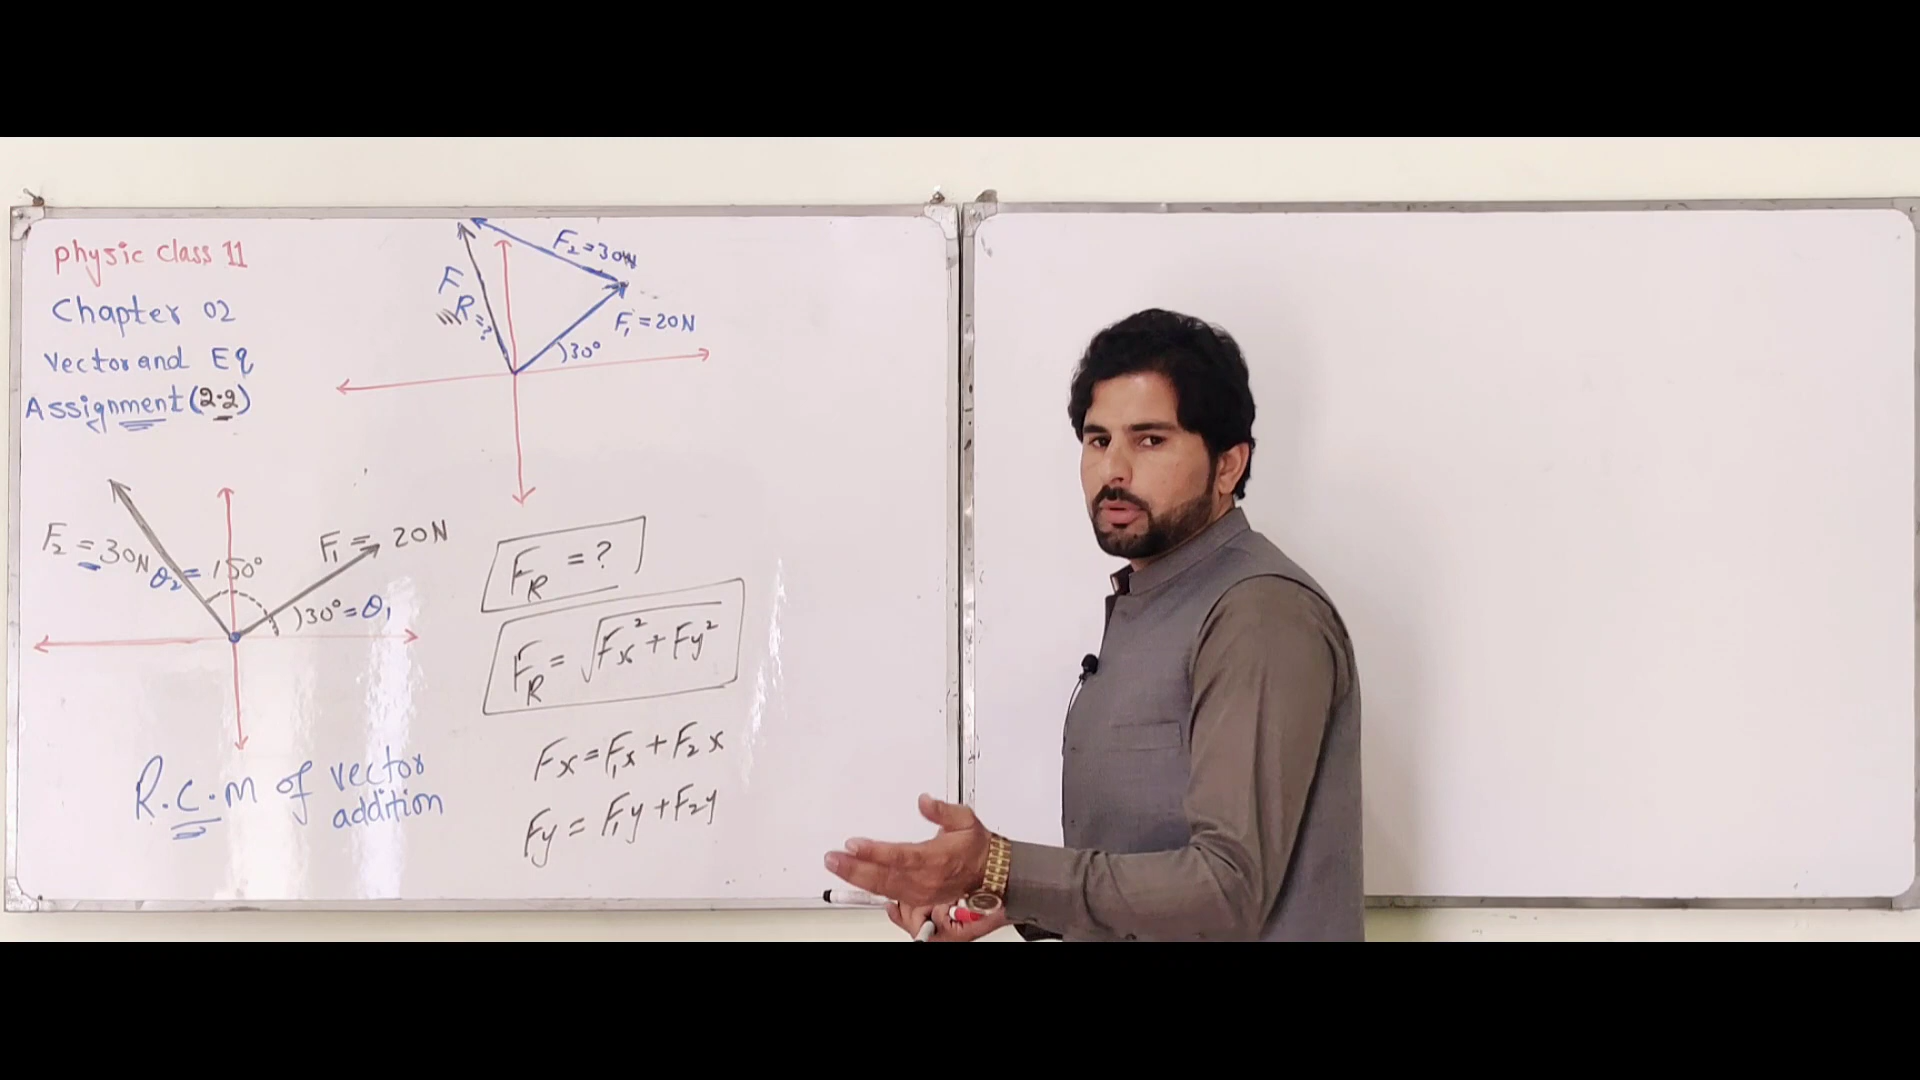 physic class 11
Chapter 02
Vector and Eq
Assignment (2.2)
F2 = 30N
F
R = ?
F1 = 20N
)30°
F2 = 30N
θ2 = 150°
F1 = 20N
)30° = θ1
R.C.M of vector
addition
FR = ?
FR = √Fx² + Fy²
Fx = F1x + F2x
Fy = F1y + F2y